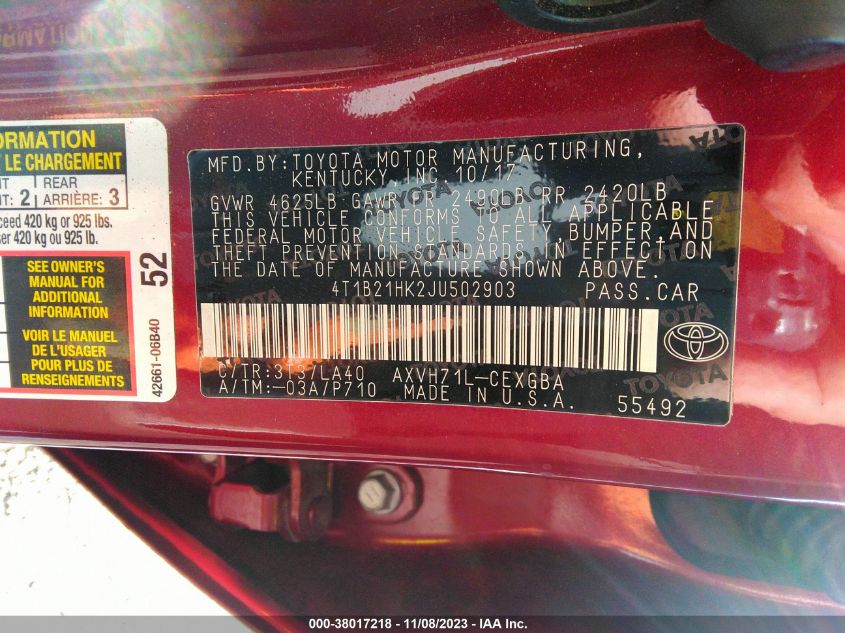 ORMATION
T LE CHARGEMENT
NT REAR
NT: 2 ARRIÈRE: 3
ceed 420 kg or 925 lbs.
ser 420 kg ou 925 lb.
SEE OWNER'S
MANUAL FOR
ADDITIONAL
INFORMATION
VOIR LE MANUEL
DE L'USAGER
POUR PLUS DE
RENSEIGNEMENTS
52
42661-06B40
MFD.BY:TOYOTA MOTOR MANUFACTURING,
KENTUCKY, INC. 10/17
GVWR 4625LB GAWR FR 2490LB RR 2420LB
THIS VEHICLE CONFORMS TO ALL APPLICABLE
FEDERAL MOTOR VEHICLE SAFETY, BUMPER,AND
THEFT PREVENTION STANDARDS IN EFFECT ON
THE DATE OF MANUFACTURE SHOWN ABOVE.
4T1B21HK2JU502903 PASS.CAR
C/TR:3T3/LA40 AXVH71L-CEXGBA
A/TM:-03A/P710 MADE IN U.S.A.
55492
000-38017218 - 11/08/2023 - IAA Inc.